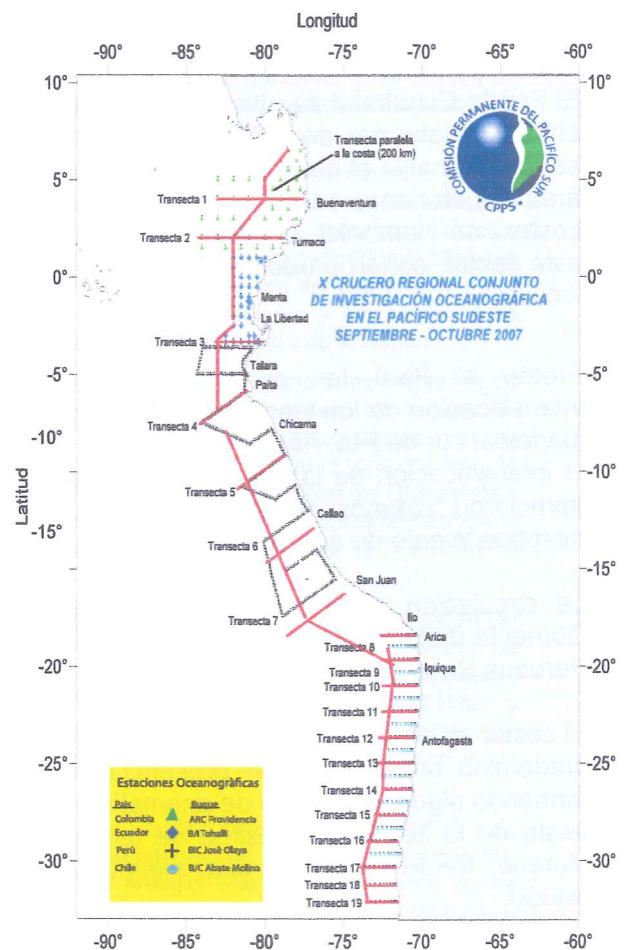 Longitud
-90° -85° -80° -75° -70° -65° -60°
10° -10°
COMISIÓN PERMANENTE DEL PACIFÍCO SUR
· CPPS ·
Transecta paralela
a la costa (200 km)
5° 5°
Transecta 1
Buenaventura
Transecta 2
Tumaco
0° 0°
X CRUCERO REGIONAL CONJUNTO
DE INVESTIGACIÓN OCEANOGRÁFICA
EN EL PACÍFICO SUDESTE
SEPTIEMBRE - OCTUBRE 2007
Manta
La Libertad
Transecta 3
Talara
-5° -5°
Paita
Transecta 4
Chicama
-10° -10°
Latitud
Transecta 5
Callao
-15° -15°
Transecta 6
San Juan
Transecta 7
Ilo
Arica
Transecta 8
-20° -20°
Iquique
Transecta 9
Transecta 10
Transecta 11
Transecta 12
Antofagasta
-25° -25°
Transecta 13
Transecta 14
Transecta 15
Transecta 16
-30° -30°
Transecta 17
Transecta 18
Transecta 19
Estaciones Oceanogràficas
País Buque
Colombia ARC Providencia
Ecuador B/I Tohalli
Perú BIC José Olaya
Chile B/C Abate Molina
-90° -85° -80° -75° -70° -65° -60°